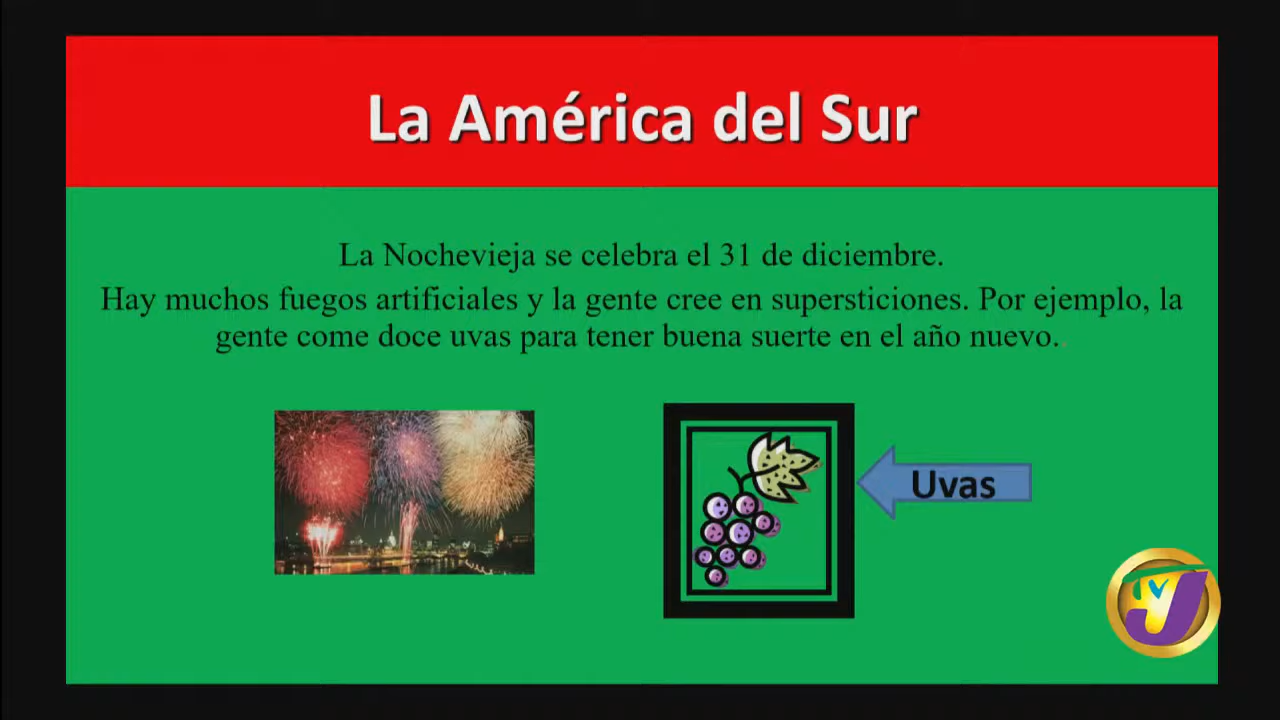 La América del Sur
La Nochevieja se celebra el 31 de diciembre.
Hay muchos fuegos artificiales y la gente cree en supersticiones. Por ejemplo, la
gente come doce uvas para tener buena suerte en el año nuevo..
Uvas
TVJ